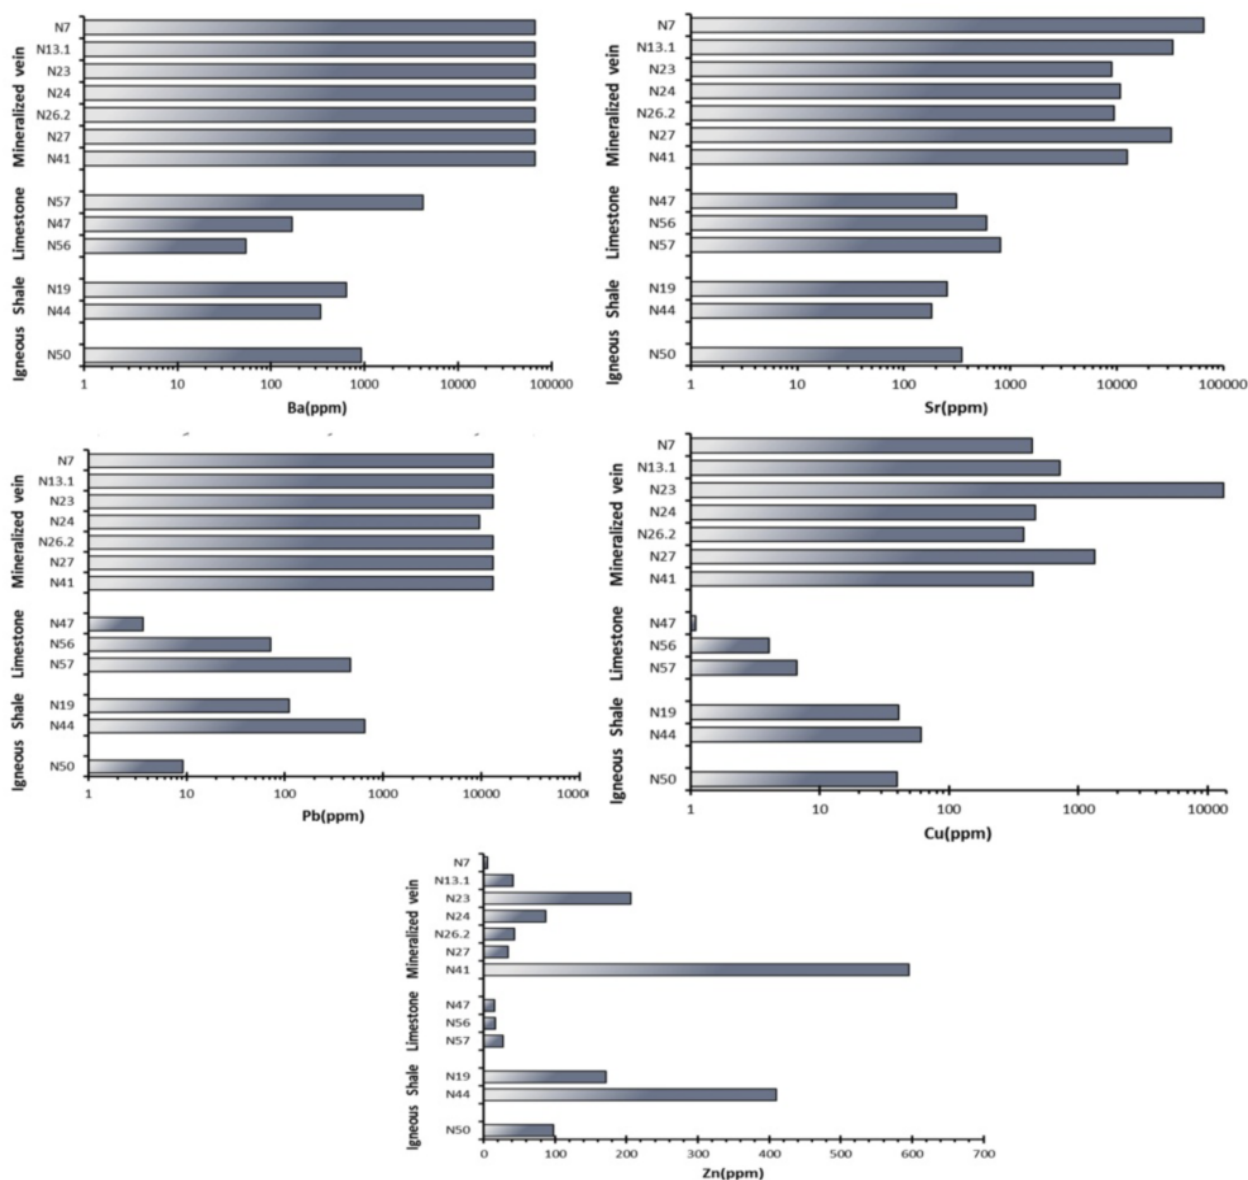 N7
N13.1
N23
N24
N26.2
N27
N41
N57
N47
N56
N19
N44
N50
Mineralized vein
Limestone
Shale
Igneous
1 10 100 1000 10000 100000
Ba(ppm)
N7
N13.1
N23
N24
N26.2
N27
N41
N47
N56
N57
N19
N44
N50
Mineralized vein
Limestone
Shale
Igneous
1 10 100 1000 10000 100000
Sr(ppm)
N7
N13.1
N23
N24
N26.2
N27
N41
N47
N56
N57
N19
N44
N50
Mineralized vein
Limestone
Shale
Igneous
1 10 100 1000 10000 1000
Pb(ppm)
N7
N13.1
N23
N24
N26.2
N27
N41
N47
N56
N57
N19
N44
N50
Mineralized vein
Limestone
Shale
Igneous
1 10 100 1000 10000
Cu(ppm)
N7
N13.1
N23
N24
N26.2
N27
N41
N47
N56
N57
N19
N44
N50
Mineralized vein
Limestone
Shale
Igneous
0 100 200 300 400 500 600 700
Zn(ppm)